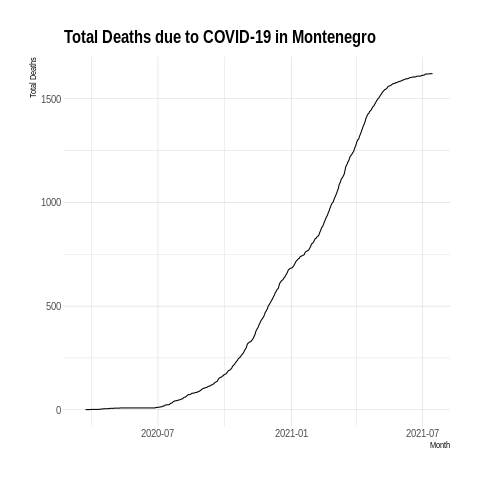 Total Deaths due to COVID-19 in Montenegro
Total Deaths
1500
1000
500
0
2020-07
2021-01
2021-07
Month